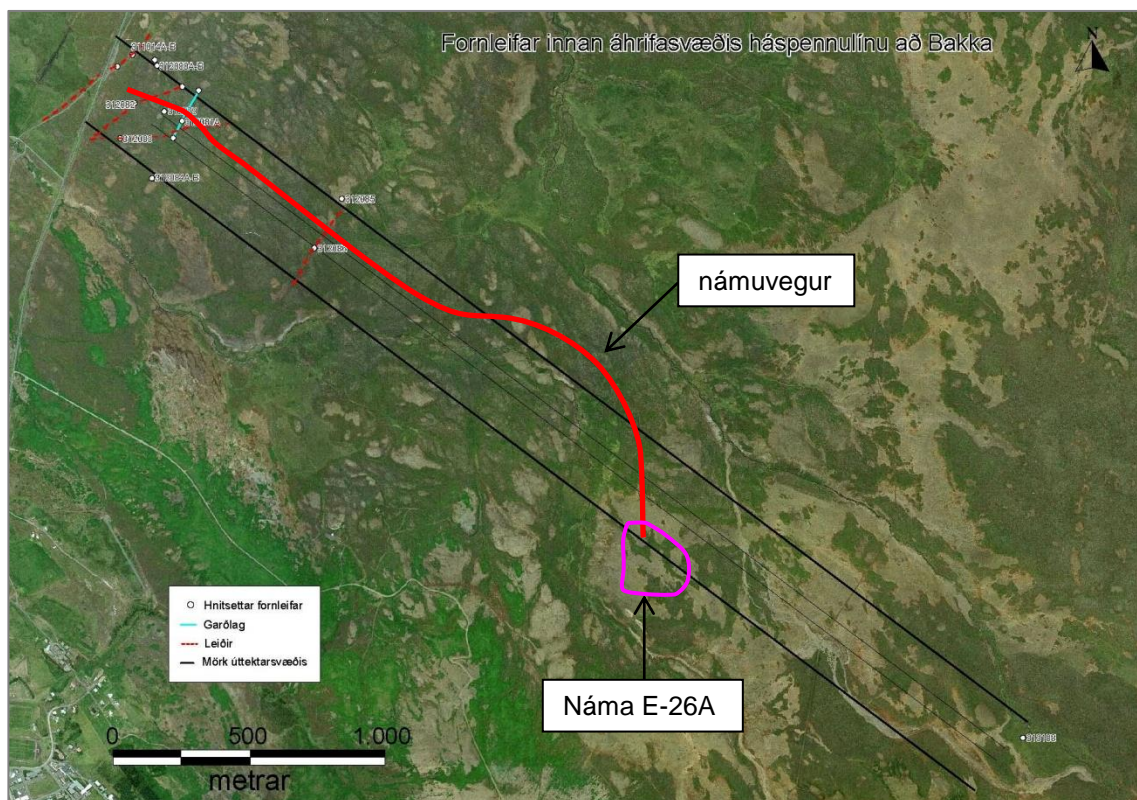 Fornleifar innan áhrifasvæðis háspennulínu að Bakka
N
námuvegur
Hnitsettar fornleifar
Garðlag
Leiðir
Mörk úttektarsvæðis
Náma E-26A
0 500 1.000
metrar